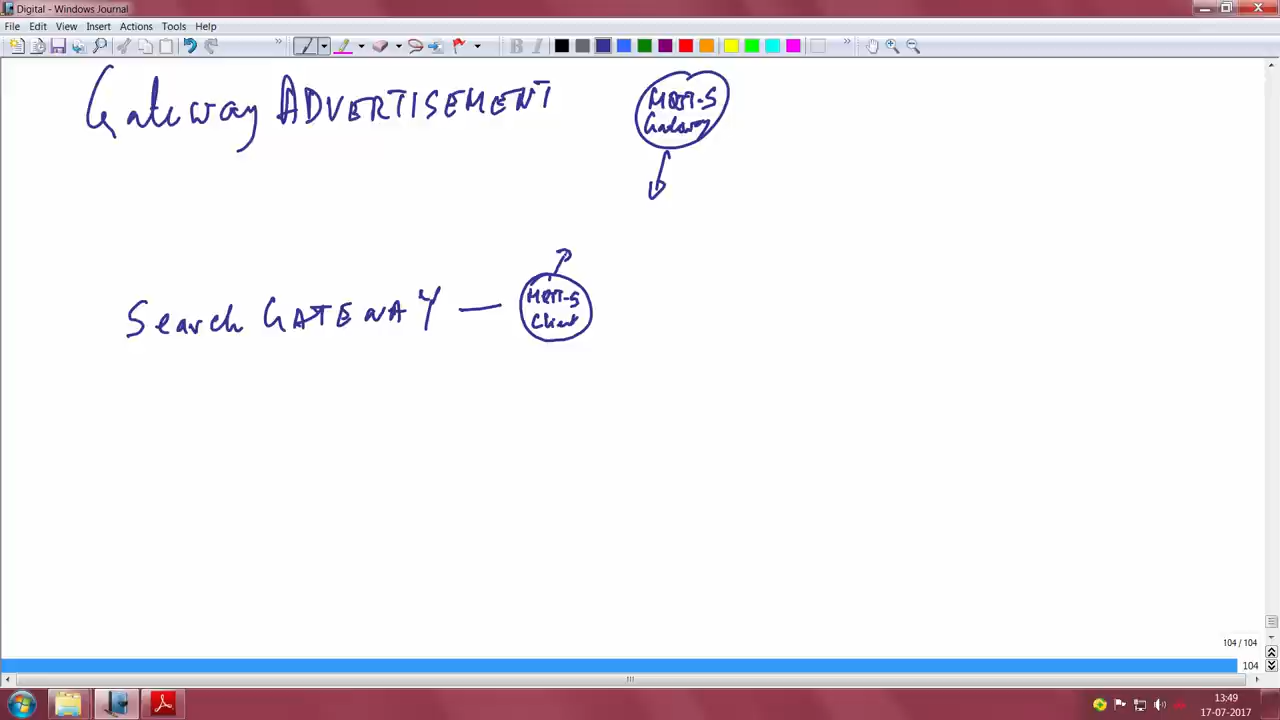 Digital - Windows Journal
File Edit View Insert Actions Tools Help
Gateway ADVERTISEMENT
MQTT-S
Gateway
Search GATEWAY —
MQTT-S
Client
104 / 104
104
13:49
17-07-2017